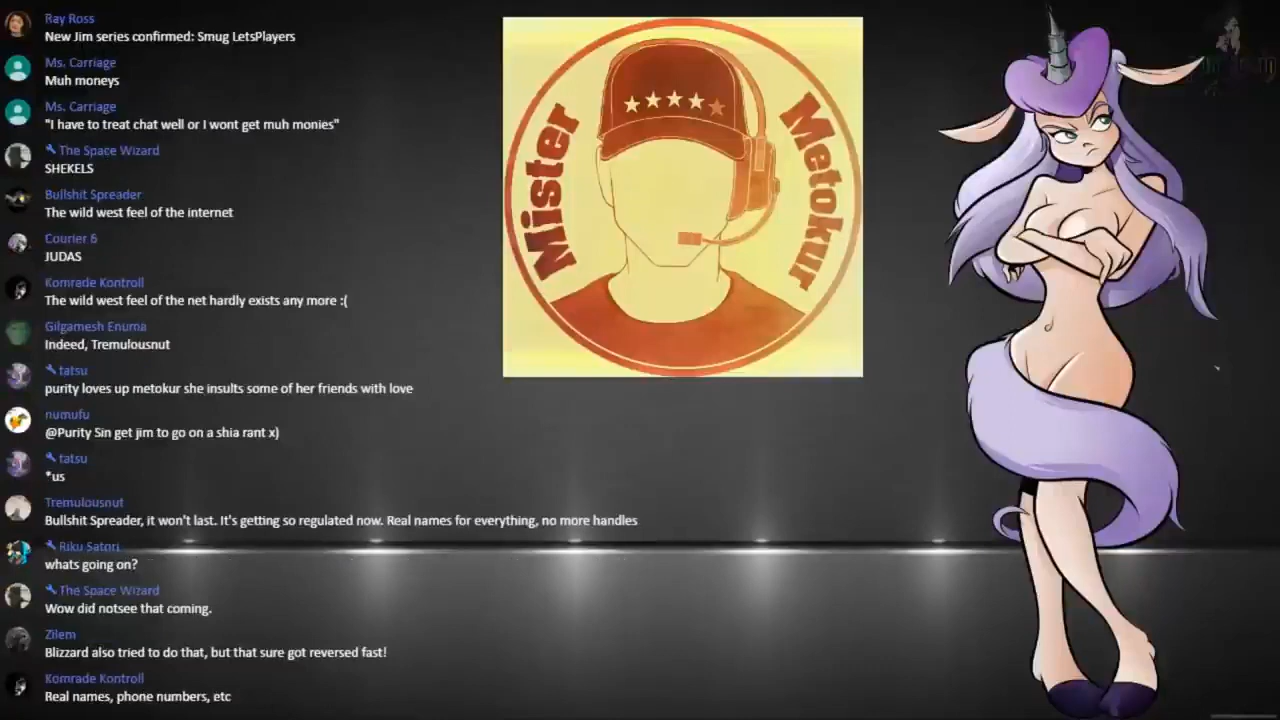 Ray Ross
New Jim series confirmed: Smug LetsPlayers
Ms. Carriage
Muh moneys
Ms. Carriage
"I have to treat chat well or I wont get muh monies"
The Space Wizard
SHEKELS
Bullshit Spreader
The wild west feel of the internet
Courier 6
JUDAS
Komrade Kontroll
The wild west feel of the net hardly exists any more :(
Gilgamesh Enuma
Indeed, Tremulousnut
tatsu
purity loves up metokur she insults some of her friends with love
numufu
@Purity Sin get jim to go on a shia rant x)
tatsu
*us
Tremulousnut
Bullshit Spreader, it won't last. It's getting so regulated now. Real names for everything, no more handles
Riku Satori
whats going on?
The Space Wizard
Wow did notsee that coming.
Zilem
Blizzard also tried to do that, but that sure got reversed fast!
Komrade Kontroll
Real names, phone numbers, etc
Mister
Metokur